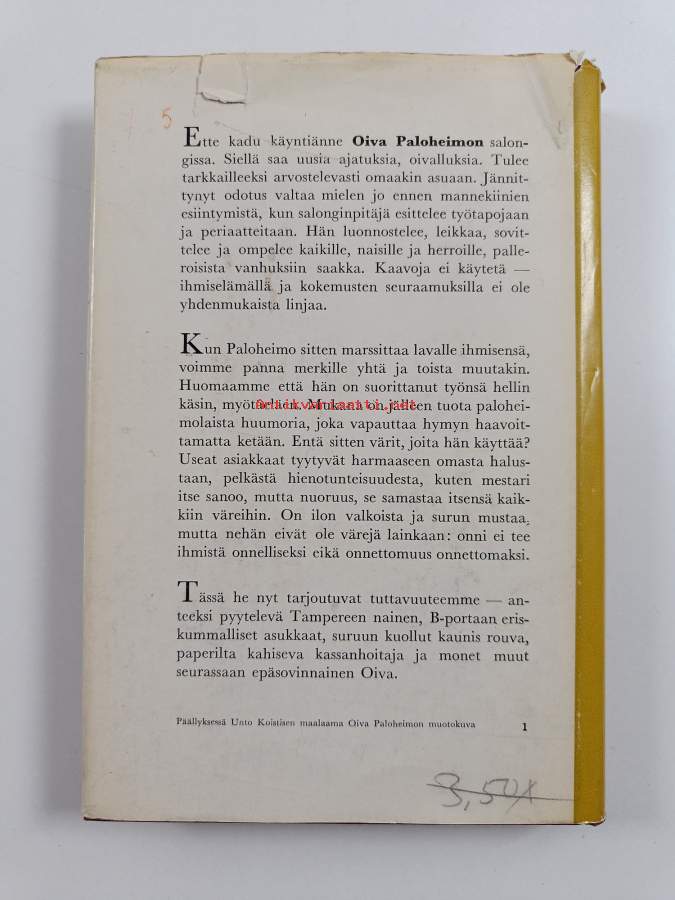 5
Ette kadu käyntiänne Oiva Paloheimon salon-
gissa. Siellä saa uusia ajatuksia, oivalluksia. Tulee
tarkkailleeksi arvostelevasti omaakin asuaan. Jännit-
tynyt odotus valtaa mielen jo ennen mannekiinien
esiintymistä, kun salonginpitäjä esittelee työtapojaan
ja periaatteitaan. Hän luonnostelee, leikkaa, sovit-
telee ja ompelee kaikille, naisille ja herroille, palle-
roisista vanhuksiin saakka. Kaavoja ei käytetä —
ihmiselämällä ja kokemusten seuraamuksilla ei ole
yhdenmukaista linjaa.
Kun Paloheimo sitten marssittaa lavalle ihmisensä,
voimme panna merkille yhtä ja toista muutakin.
Huomaamme että hän on suorittanut työnsä hellin
käsin, myötäelän. Mukana on jälleen tuota palohei-
molaista huumoria, joka vapauttaa hymyn haavoit-
tamatta ketään. Entä sitten värit, joita hän käyttää?
Useat asiakkaat tyytyvät harmaaseen omasta halus-
taan, pelkästä hienotunteisuudesta, kuten mestari
itse sanoo, mutta nuoruus, se samastaa itsensä kaik-
kiin väreihin. On ilon valkoista ja surun mustaa,
mutta nehän eivät ole värejä lainkaan: onni ei tee
ihmistä onnelliseksi eikä onnettomuus onnettomaksi.
Tässä he nyt tarjoutuvat tuttavuuteemme — an-
teeksi pyytelevä Tampereen nainen, B-portaan eris-
kummalliset asukkaat, suruun kuollut kaunis rouva,
paperilta kahiseva kassanhoitaja ja monet muut
seurassaan epäsovinnainen Oiva.
Päällyksessä Unto Koistisen maalaama Oiva Paloheimon muotokuva 1
3,50